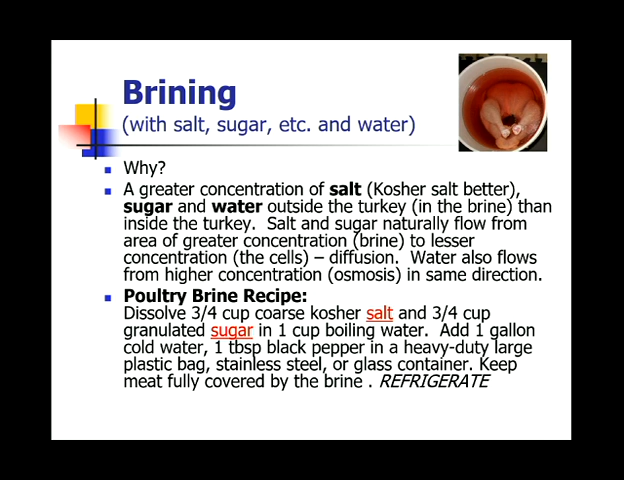 Brining
(with salt, sugar, etc. and water)
Why?
A greater concentration of salt (Kosher salt better),
sugar and water outside the turkey (in the brine) than
inside the turkey. Salt and sugar naturally flow from
area of greater concentration (brine) to lesser
concentration (the cells) – diffusion. Water also flows
from higher concentration (osmosis) in same direction.
Poultry Brine Recipe:
Dissolve 3/4 cup coarse kosher salt and 3/4 cup
granulated sugar in 1 cup boiling water. Add 1 gallon
cold water, 1 tbsp black pepper in a heavy-duty large
plastic bag, stainless steel, or glass container. Keep
meat fully covered by the brine . REFRIGERATE